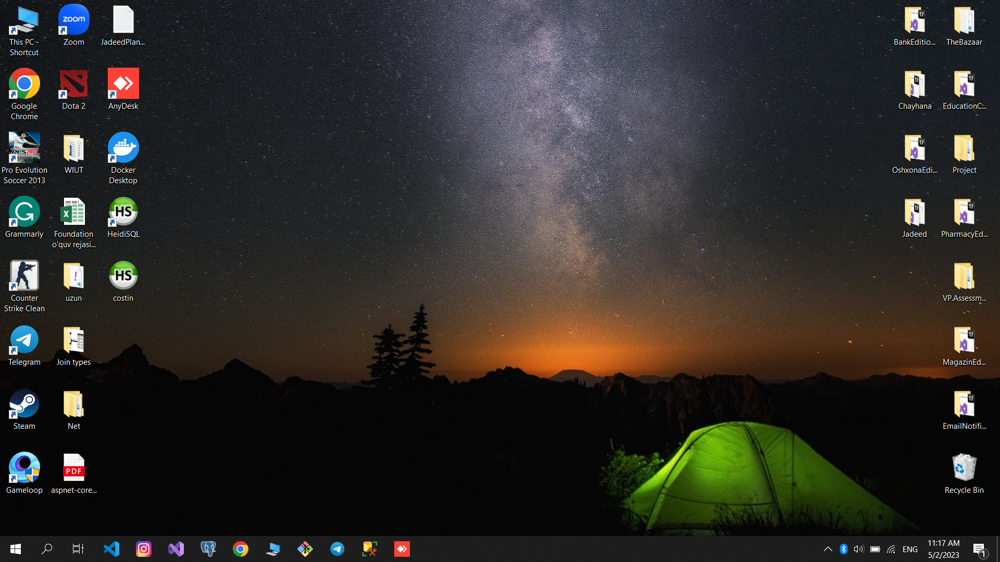 This PC - Shortcut
Zoom
zoom
JadeedPlan...
Google Chrome
Dota 2
AnyDesk
Pro Evolution Soccer 2013
WIUT
Docker Desktop
Grammarly
Foundation o'quv rejasi...
HS
HeidiSQL
Counter Strike Clean
uzun
HS
costin
Telegram
Join types
Steam
Net
Gameloop
PDF
aspnet-core...
BankEditio...
TheBazaar
Chayhana
EducationC...
OshxonaEdi...
Project
Jadeed
PharmacyEd...
VP.Assessm...
MagazinEd...
EmailNotifi...
Recycle Bin
ENG
11:17 AM
5/2/2023
1